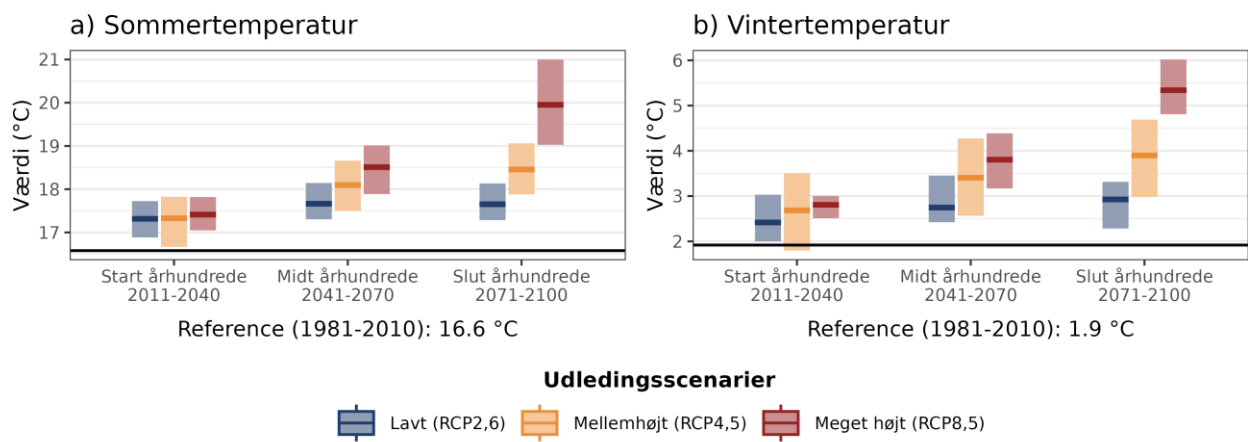 a) Sommertemperatur
Værdi (°C)
21
20
19
18
17
Start århundrede
2011-2040
Midt århundrede
2041-2070
Slut århundrede
2071-2100
Reference (1981-2010): 16.6 °C
b) Vintertemperatur
Værdi (°C)
6
5
4
3
2
Start århundrede
2011-2040
Midt århundrede
2041-2070
Slut århundrede
2071-2100
Reference (1981-2010): 1.9 °C
Udledingsscenarier
Lavt (RCP2,6)
Mellemhøjt (RCP4,5)
Meget højt (RCP8,5)